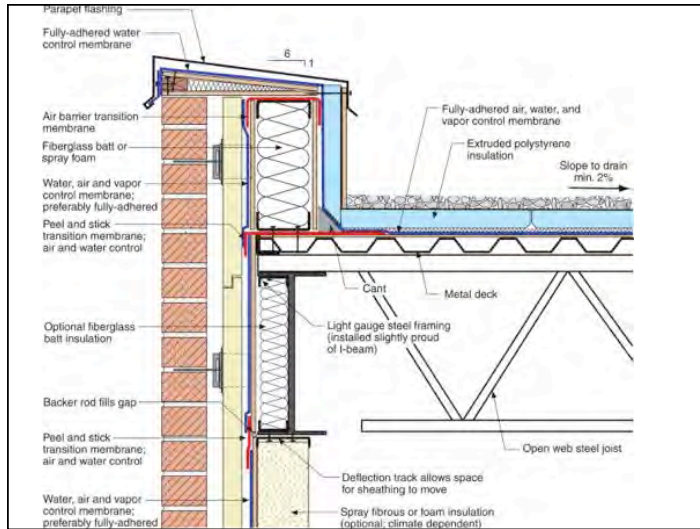 Parapet flashing
Fully-adhered water
control membrane
6
1
Air barrier transition
membrane
Fiberglass batt or
spray foam
Water, air and vapor
control membrane;
preferably fully-adhered
Peel and stick
transition membrane;
air and water control
Optional fiberglass
batt insulation
Backer rod fills gap
Peel and stick
transition membrane;
air and water control
Water, air and vapor
control membrane;
preferably fully-adhered
Fully-adhered air, water, and
vapor control membrane
Extruded polystyrene
insulation
Slope to drain
min. 2%
Cant
Metal deck
Light gauge steel framing
(installed slightly proud
of I-beam)
Open web steel joist
Deflection track allows space
for sheathing to move
Spray fibrous or foam insulation
(optional; climate dependent)